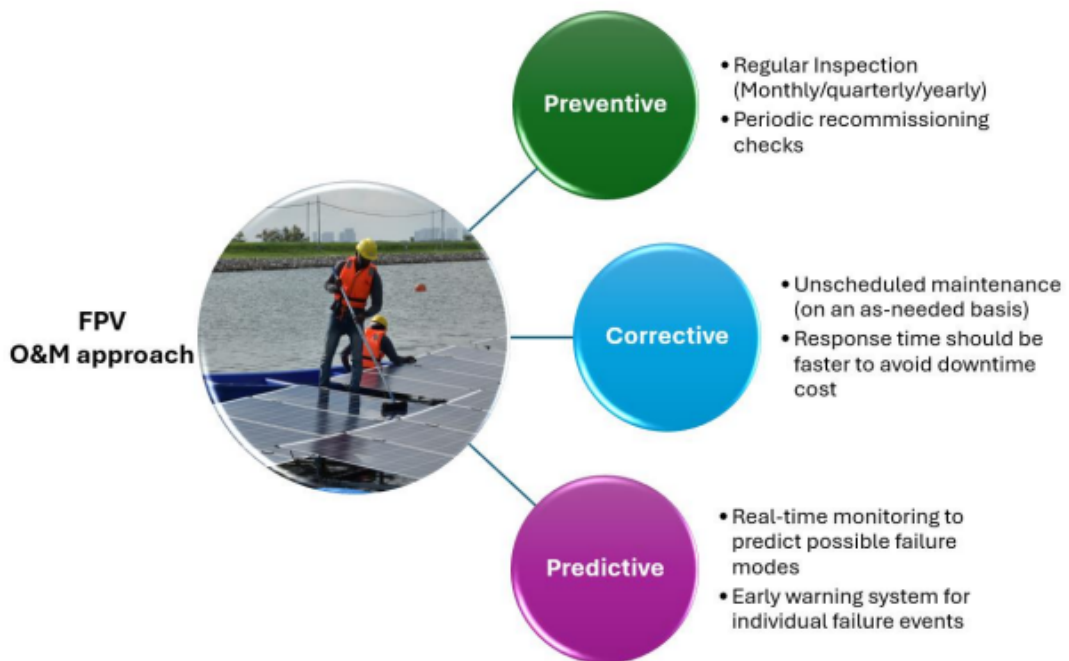 FPV
O&M approach
Preventive
• Regular Inspection
(Monthly/quarterly/yearly)
• Periodic recommissioning
checks
Corrective
• Unscheduled maintenance
(on an as-needed basis)
• Response time should be
faster to avoid downtime
cost
Predictive
• Real-time monitoring to
predict possible failure
modes
• Early warning system for
individual failure events